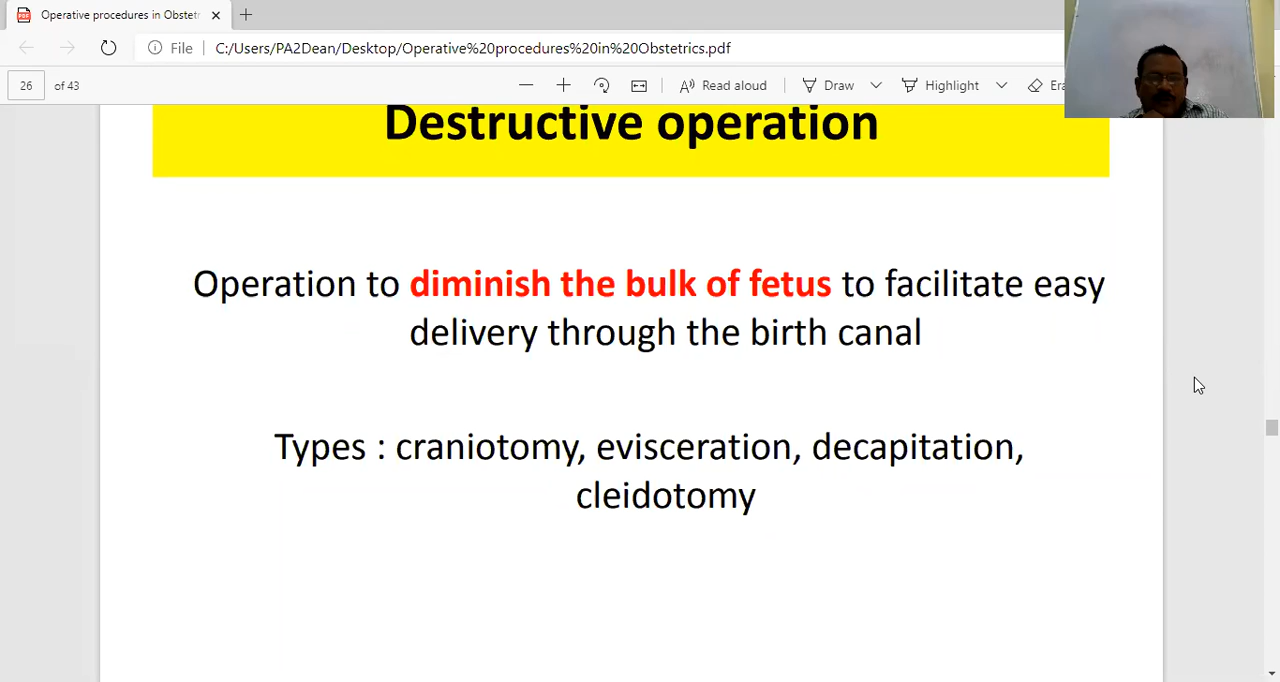 Operative procedures in Obstet
File
C:/Users/PA2Dean/Desktop/Operative%20procedures%20in%20Obstetrics.pdf
26 of 43
Read aloud
Draw
Highlight
Era
Destructive operation
Operation to diminish the bulk of fetus to facilitate easy
delivery through the birth canal
Types : craniotomy, evisceration, decapitation,
cleidotomy